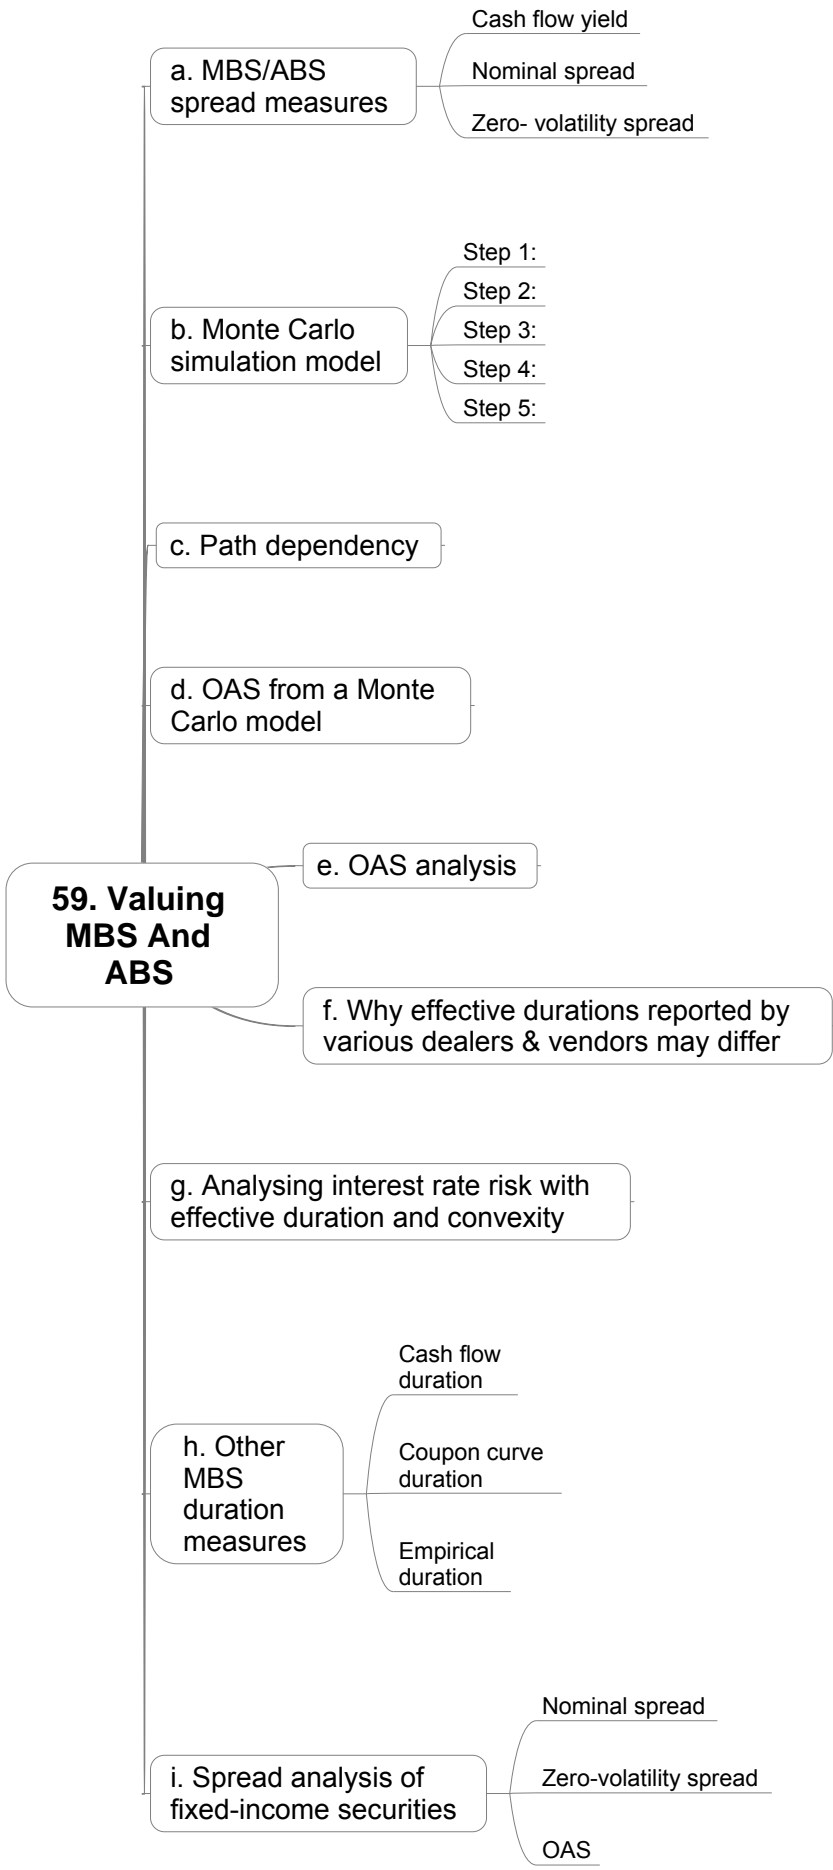 Cash flow yield
a. MBS/ABS
spread measures
Nominal spread
Zero- volatility spread
Step 1:
Step 2:
b. Monte Carlo
simulation model
Step 3:
Step 4:
Step 5:
c. Path dependency
d. OAS from a Monte
Carlo model
e. OAS analysis
59. Valuing
MBS And
ABS
f. Why effective durations reported by
various dealers & vendors may differ
g. Analysing interest rate risk with
effective duration and convexity
Cash flow
duration
h. Other
MBS
duration
measures
Coupon curve
duration
Empirical
duration
Nominal spread
i. Spread analysis of
fixed-income securities
Zero-volatility spread
OAS